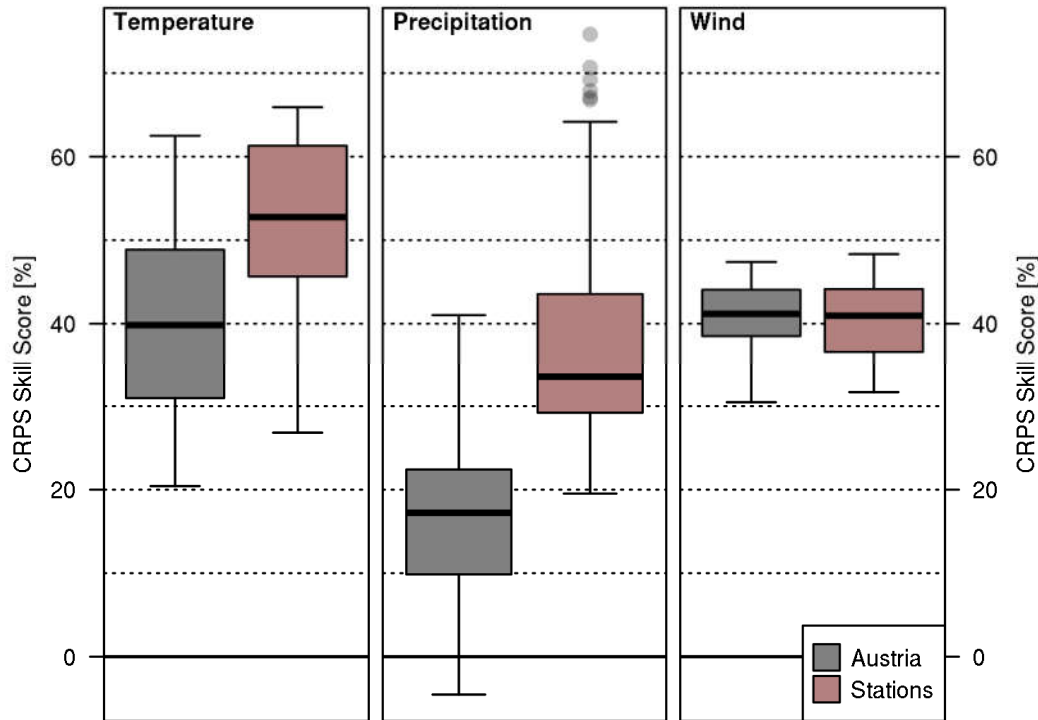 Temperature
Precipitation
Wind
CRPS Skill Score [%]
60
40
20
0
60
40
20
0
CRPS Skill Score [%]
Austria
Stations